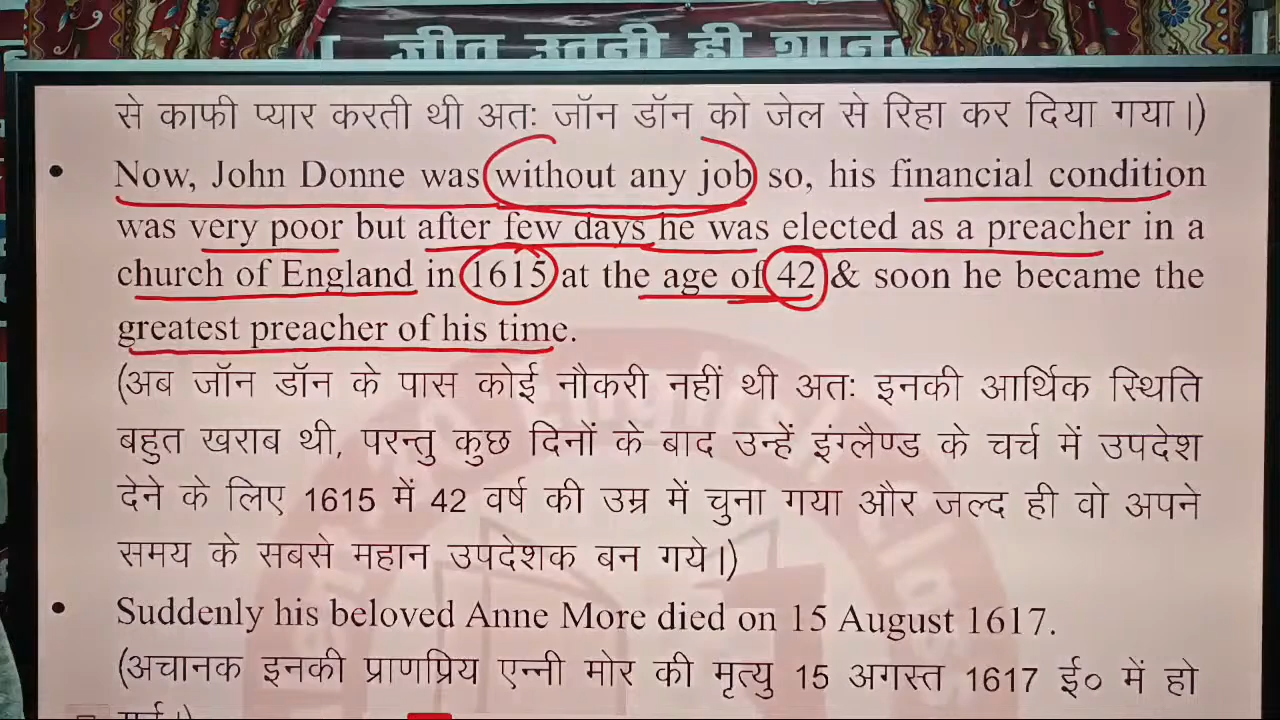 जीत उतनी ही शान
से काफी प्यार करती थी अतः जॉन डॉन को जेल से रिहा कर दिया गया।)
• Now, John Donne was without any job so, his financial condition
was very poor but after few days he was elected as a preacher in a
church of England in 1615 at the age of 42 & soon he became the
greatest preacher of his time.
(अब जॉन डॉन के पास कोई नौकरी नहीं थी अतः इनकी आर्थिक स्थिति
बहुत खराब थी, परन्तु कुछ दिनों के बाद उन्हें इंग्लैण्ड के चर्च में उपदेश
देने के लिए 1615 में 42 वर्ष की उम्र में चुना गया और जल्द ही वो अपने
समय के सबसे महान उपदेशक बन गये।)
• Suddenly his beloved Anne More died on 15 August 1617.
(अचानक इनकी प्राणप्रिय एन्नी मोर की मृत्यु 15 अगस्त 1617 ई० में हो